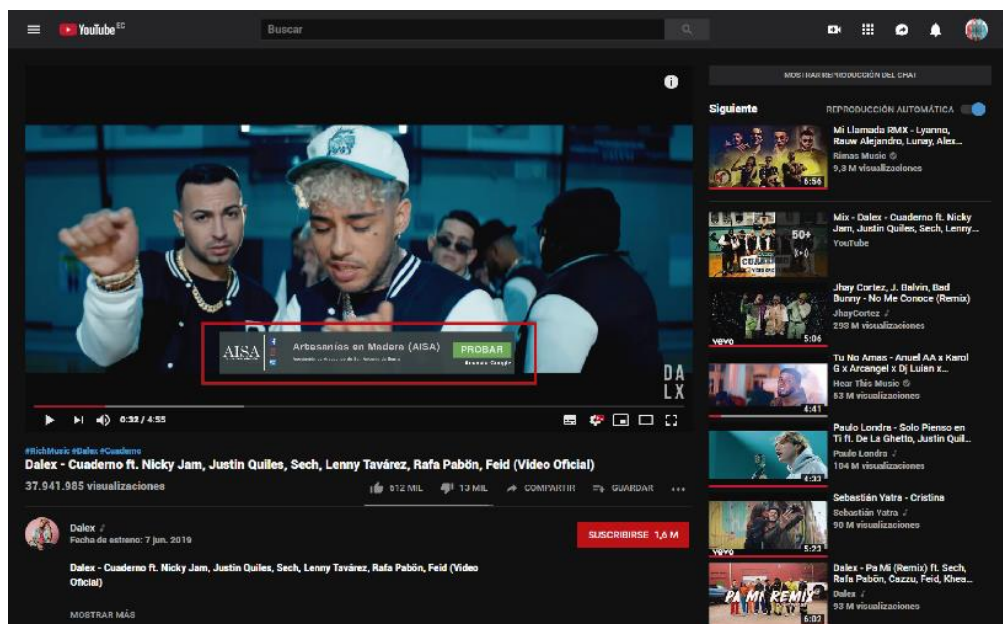 YouTube EC
Buscar
MOSTRAR REPRODUCCIÓN DEL CHAT
Siguiente
REPRODUCCIÓN AUTOMÁTICA
AISA
Artesanías en Madera (AISA)
PROBAR
Anuncio Google
DA
LX
0:32 / 4:55
#RichMusic #Dalex #Cuaderno
Dalex - Cuaderno ft. Nicky Jam, Justin Quiles, Sech, Lenny Tavárez, Rafa Pabön, Feid (Video Oficial)
37.941.985 visualizaciones
612 MIL
13 MIL
COMPARTIR
GUARDAR
Dalex
Fecha de estreno: 7 jun. 2019
SUSCRIBIRSE 1,6 M
Dalex - Cuaderno ft. Nicky Jam, Justin Quiles, Sech, Lenny Tavárez, Rafa Pabön, Feid (Video
Oficial)
MOSTRAR MÁS
Mi Llamada RMX - Lyanno,
Rauw Alejandro, Lunay, Alex...
Rimas Music
9,3 M visualizaciones
6:56
Mix - Dalex - Cuaderno ft. Nicky
Jam, Justin Quiles, Sech, Lenny...
YouTube
50+
Jhay Cortez, J. Balvin, Bad
Bunny - No Me Conoce (Remix)
JhayCortez
293 M visualizaciones
vevo
5:06
Tu No Amas - Anuel AA x Karol
G x Arcangel x Dj Luian x...
Hear This Music
53 M visualizaciones
4:41
Paulo Londra - Solo Pienso en
Ti ft. De La Ghetto, Justin Quil...
Paulo Londra
104 M visualizaciones
4:33
Sebastián Yatra - Cristina
Sebastián Yatra
90 M visualizaciones
vevo
5:23
Dalex - Pa Mi (Remix) ft. Sech,
Rafa Pabön, Cazzu, Feid, Khea...
Dalex
93 M visualizaciones
PA MI REMIX
6:02